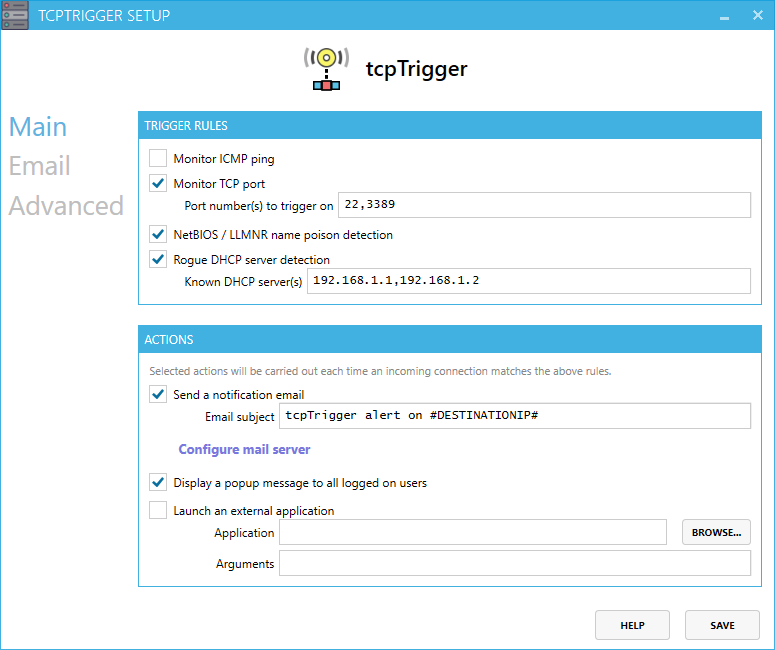 TCPTRIGGER SETUP
tcpTrigger
Main
Email
Advanced
TRIGGER RULES
Monitor ICMP ping
Monitor TCP port
Port number(s) to trigger on 22,3389
NetBIOS / LLMNR name poison detection
Rogue DHCP server detection
Known DHCP server(s) 192.168.1.1,192.168.1.2
ACTIONS
Selected actions will be carried out each time an incoming connection matches the above rules.
Send a notification email
Email subject tcpTrigger alert on #DESTINATIONIP#
Configure mail server
Display a popup message to all logged on users
Launch an external application
Application BROWSE...
Arguments
HELP SAVE